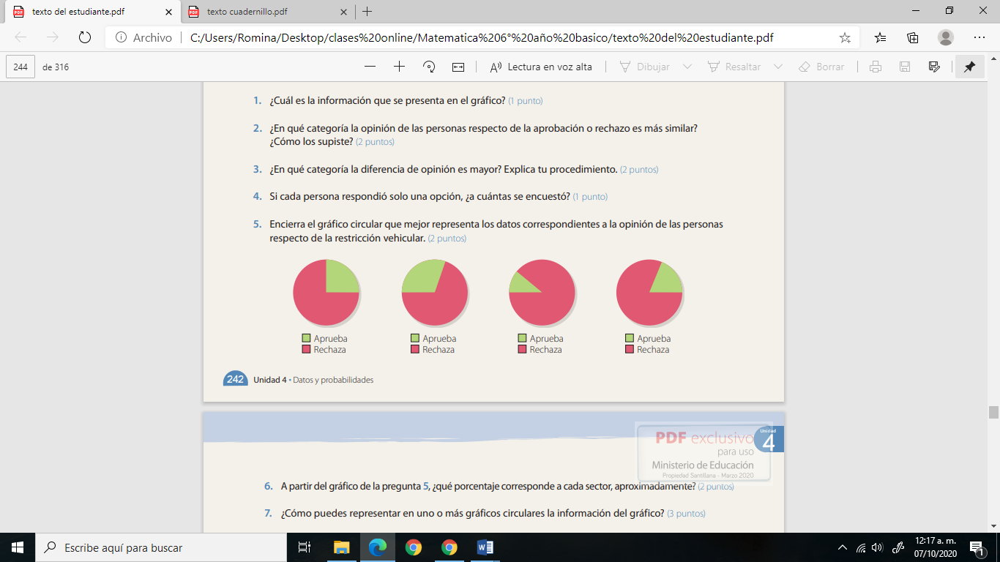 texto del estudiante.pdf
texto cuadernillo.pdf
Archivo
C:/Users/Romina/Desktop/clases%20online/Matematica%206°%20año%20basico/texto%20del%20estudiante.pdf
244 de 316
Lectura en voz alta
Dibujar
Resaltar
Borrar
1. ¿Cuál es la información que se presenta en el gráfico? (1 punto)
2. ¿En qué categoría la opinión de las personas respecto de la aprobación o rechazo es más similar?
¿Cómo los supiste? (2 puntos)
3. ¿En qué categoría la diferencia de opinión es mayor? Explica tu procedimiento. (2 puntos)
4. Si cada persona respondió solo una opción, ¿a cuántas se encuestó? (1 punto)
5. Encierra el gráfico circular que mejor representa los datos correspondientes a la opinión de las personas
respecto de la restricción vehicular. (2 puntos)
Aprueba
Rechaza
Aprueba
Rechaza
Aprueba
Rechaza
Aprueba
Rechaza
242 Unidad 4 • Datos y probabilidades
Unidad
4
PDF exclusivo
para uso
Ministerio de Educación
Propiedad Santillana - Marzo 2020
6. A partir del gráfico de la pregunta 5, ¿qué porcentaje corresponde a cada sector, aproximadamente? (2 puntos)
7. ¿Cómo puedes representar en uno o más gráficos circulares la información del gráfico? (3 puntos)
Escribe aquí para buscar
12:17 a. m.
07/10/2020
1